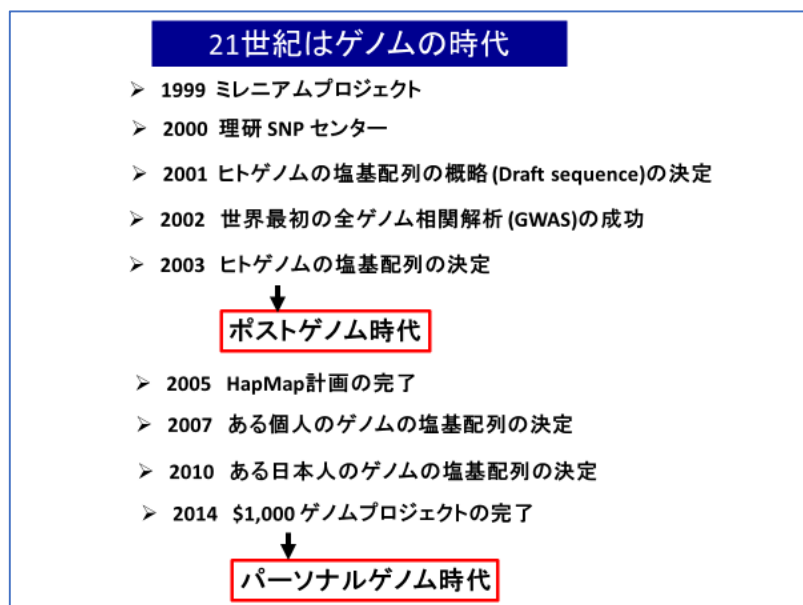 21世紀はゲノムの時代
➢ 1999 ミレニアムプロジェクト
➢ 2000 理研 SNP センター
➢ 2001 ヒトゲノムの塩基配列の概略 (Draft sequence)の決定
➢ 2002 世界最初の全ゲノム相関解析 (GWAS)の成功
➢ 2003 ヒトゲノムの塩基配列の決定
ポストゲノム時代
➢ 2005 HapMap計画の完了
➢ 2007 ある個人のゲノムの塩基配列の決定
➢ 2010 ある日本人のゲノムの塩基配列の決定
➢ 2014 $1,000 ゲノムプロジェクトの完了
パーソナルゲノム時代